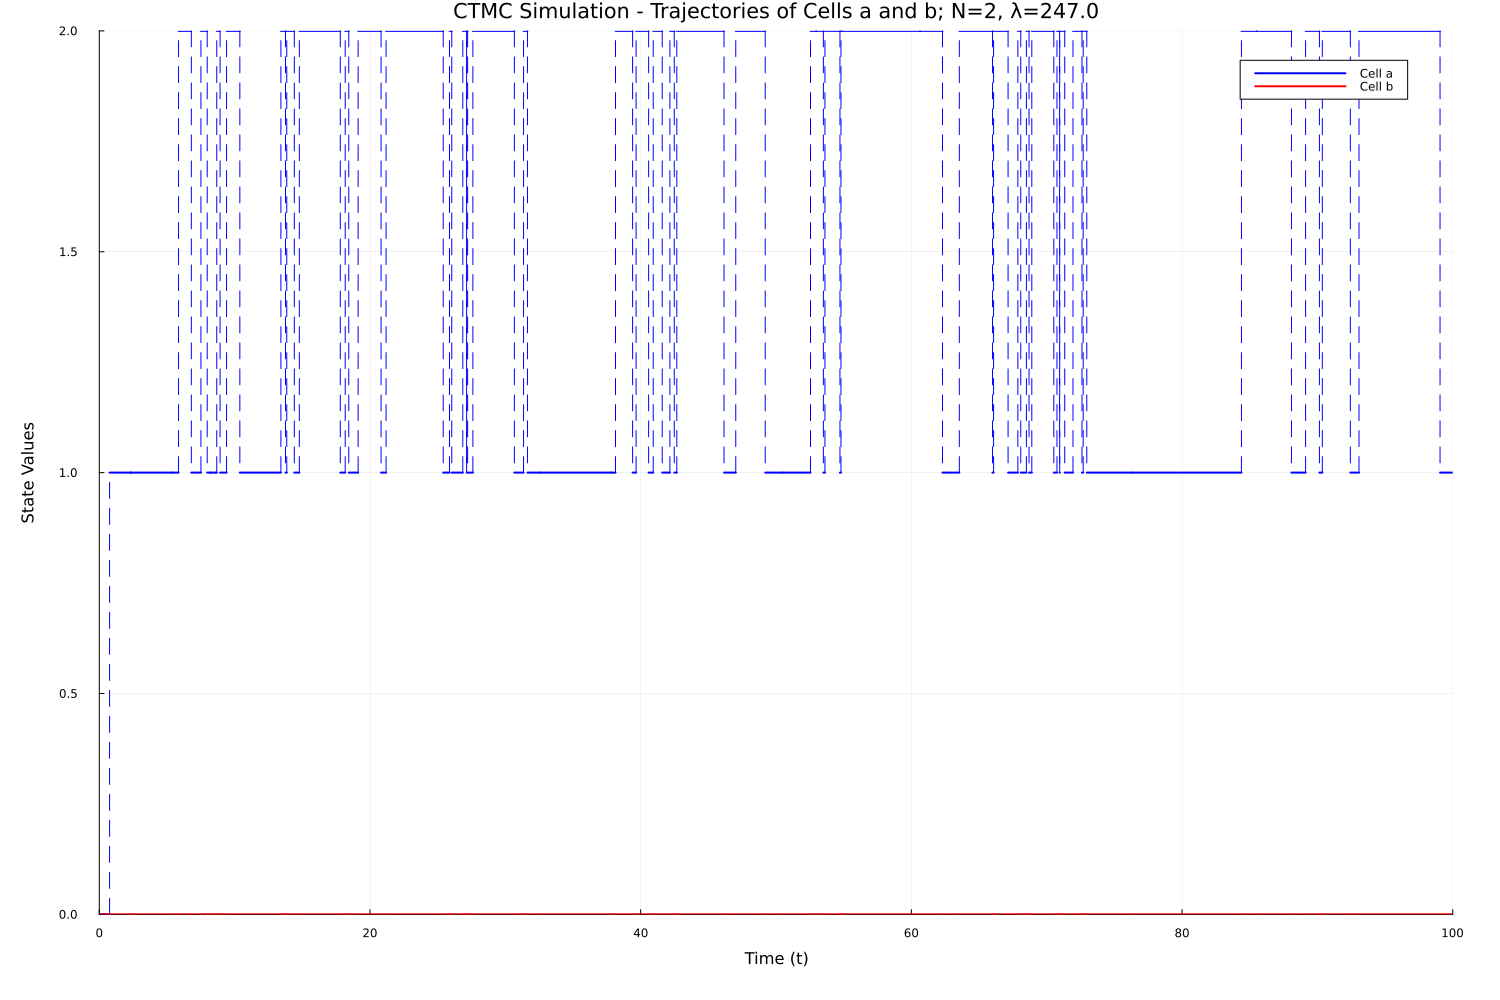 CTMC Simulation - Trajectories of Cells a and b; N=2, λ=247.0
2.0
Cell a
Cell b
1.5
1.0
State Values
0.5
0.0
0 20 40 60 80 100
Time (t)